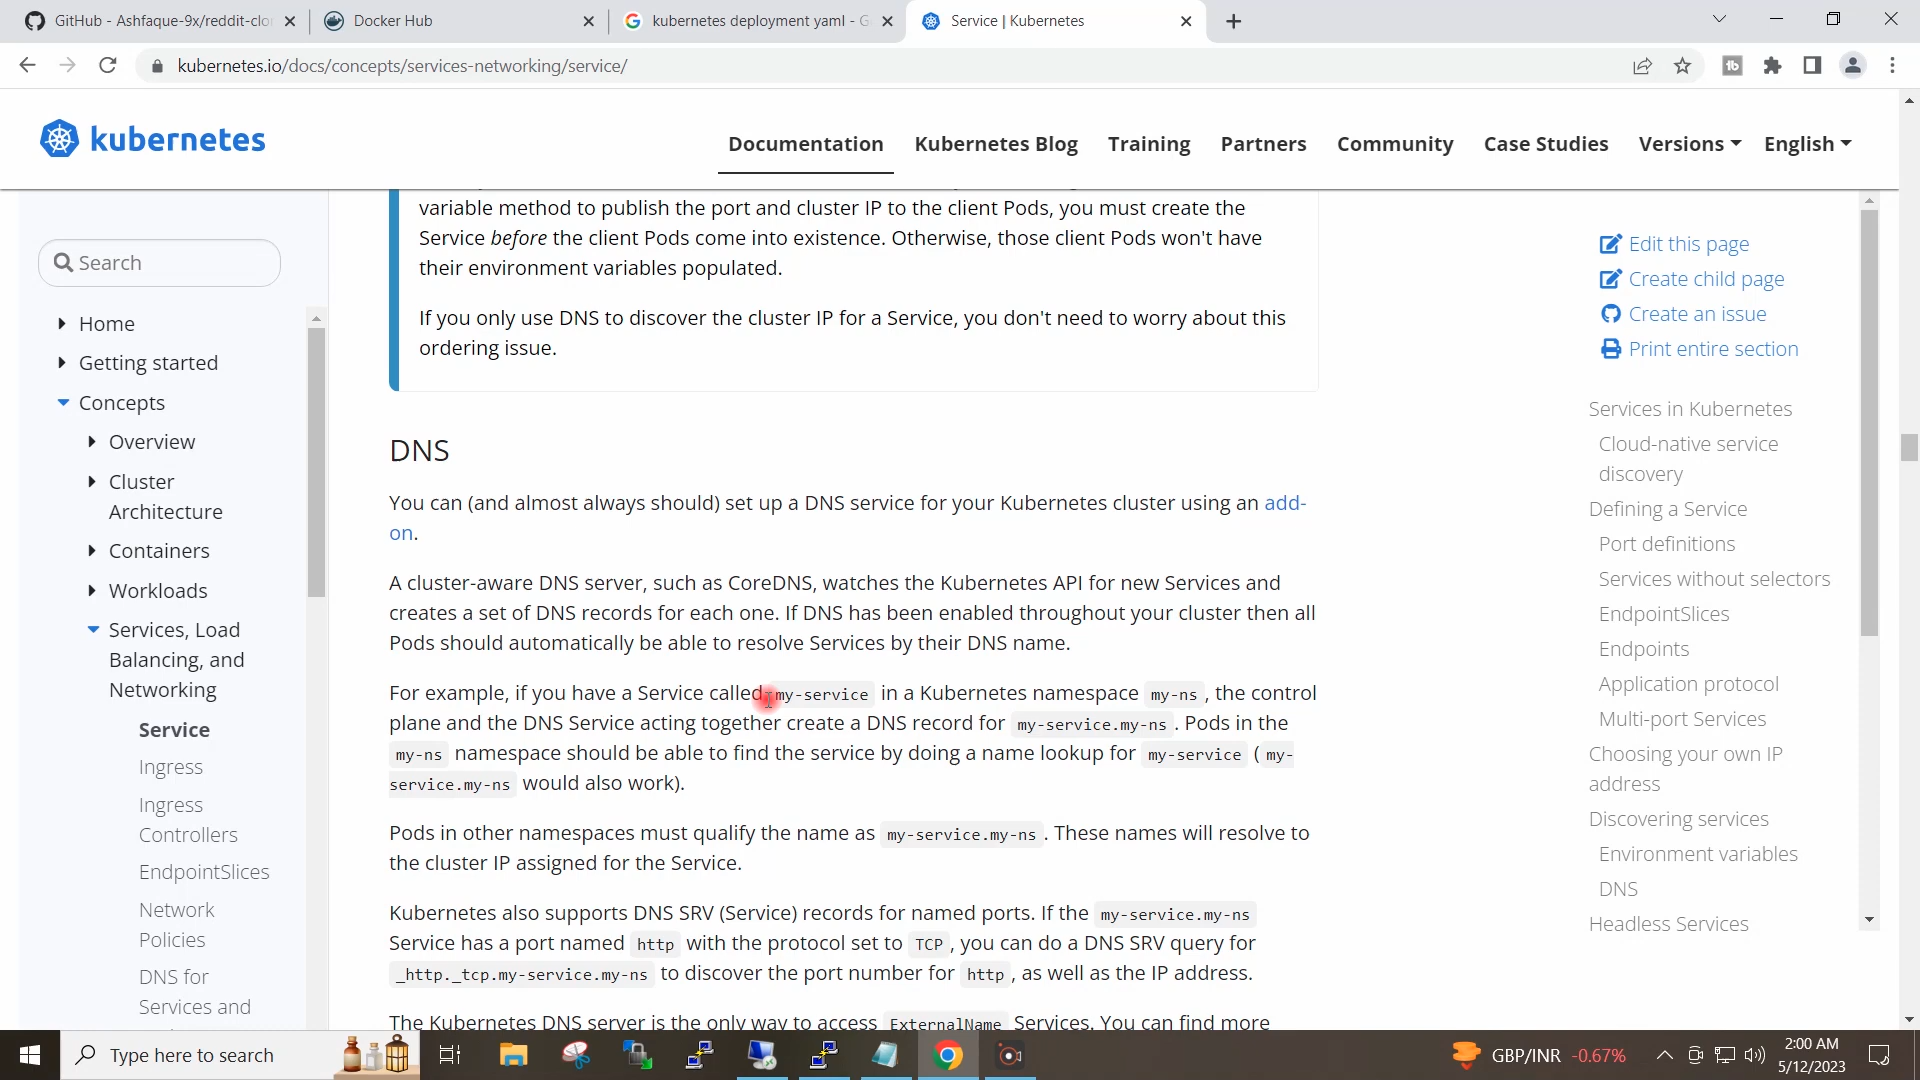 GitHub - Ashfaque-9x/reddit-clo
Docker Hub
kubernetes deployment yaml - G
Service | Kubernetes
kubernetes.io/docs/concepts/services-networking/service/
kubernetes
Documentation
Kubernetes Blog
Training
Partners
Community
Case Studies
Versions
English
Search
Home
Getting started
Concepts
Overview
Cluster
Architecture
Containers
Workloads
Services, Load
Balancing, and
Networking
Service
Ingress
Ingress
Controllers
EndpointSlices
Network
Policies
DNS for
Services and
variable method to publish the port and cluster IP to the client Pods, you must create the
Service before the client Pods come into existence. Otherwise, those client Pods won't have
their environment variables populated.
If you only use DNS to discover the cluster IP for a Service, you don't need to worry about this
ordering issue.
DNS
You can (and almost always should) set up a DNS service for your Kubernetes cluster using an add-
on.
A cluster-aware DNS server, such as CoreDNS, watches the Kubernetes API for new Services and
creates a set of DNS records for each one. If DNS has been enabled throughout your cluster then all
Pods should automatically be able to resolve Services by their DNS name.
For example, if you have a Service called my-service in a Kubernetes namespace my-ns, the control
plane and the DNS Service acting together create a DNS record for my-service.my-ns. Pods in the
my-ns namespace should be able to find the service by doing a name lookup for my-service (my-
service.my-ns would also work).
Pods in other namespaces must qualify the name as my-service.my-ns. These names will resolve to
the cluster IP assigned for the Service.
Kubernetes also supports DNS SRV (Service) records for named ports. If the my-service.my-ns
Service has a port named http with the protocol set to TCP, you can do a DNS SRV query for
_http._tcp.my-service.my-ns to discover the port number for http, as well as the IP address.
The Kubernetes DNS server is the only way to access ExternalName Services. You can find more
Edit this page
Create child page
Create an issue
Print entire section
Services in Kubernetes
Cloud-native service
discovery
Defining a Service
Port definitions
Services without selectors
EndpointSlices
Endpoints
Application protocol
Multi-port Services
Choosing your own IP
address
Discovering services
Environment variables
DNS
Headless Services
Type here to search
GBP/INR -0.67%
2:00 AM
5/12/2023